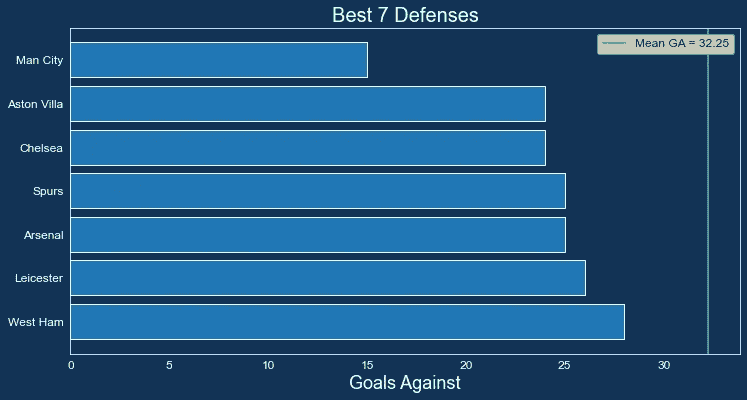 Best 7 Defenses
Mean GA = 32.25
Man City
Aston Villa
Chelsea
Spurs
Arsenal
Leicester
West Ham
0 5 10 15 20 25 30
Goals Against